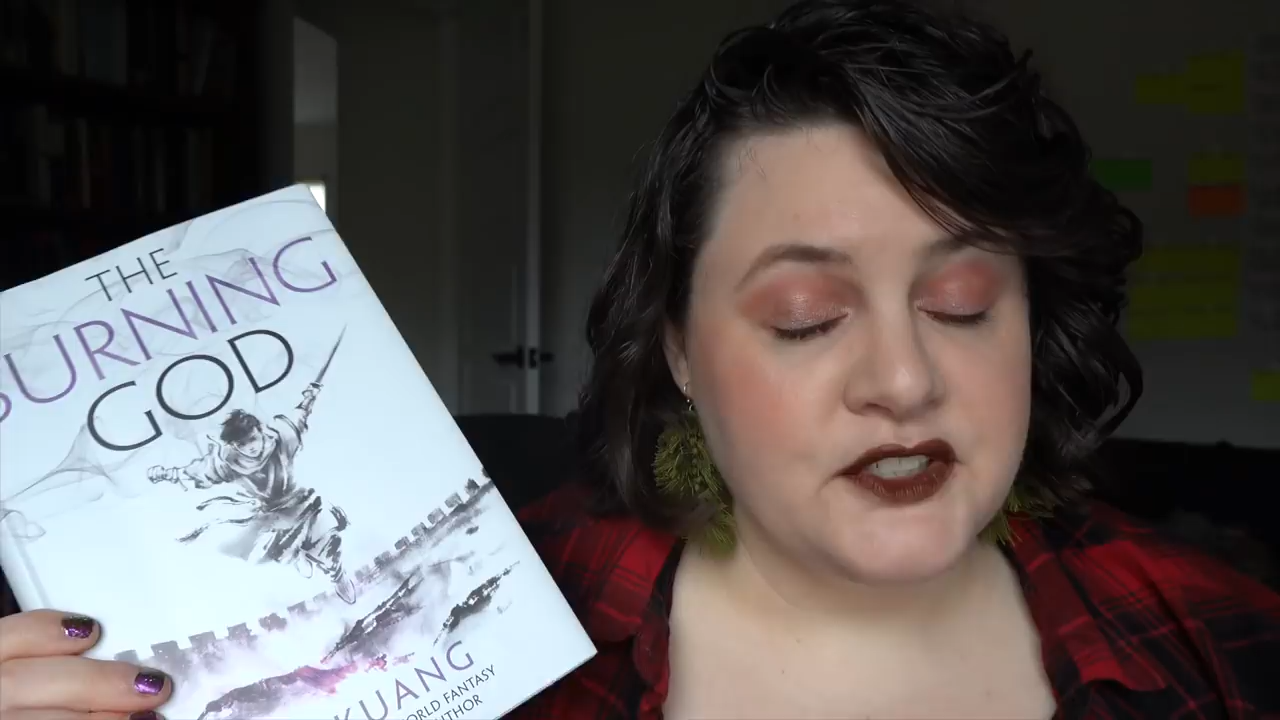 THE
BURNING
GOD
KUANG
WORLD FANTASY
AUTHOR